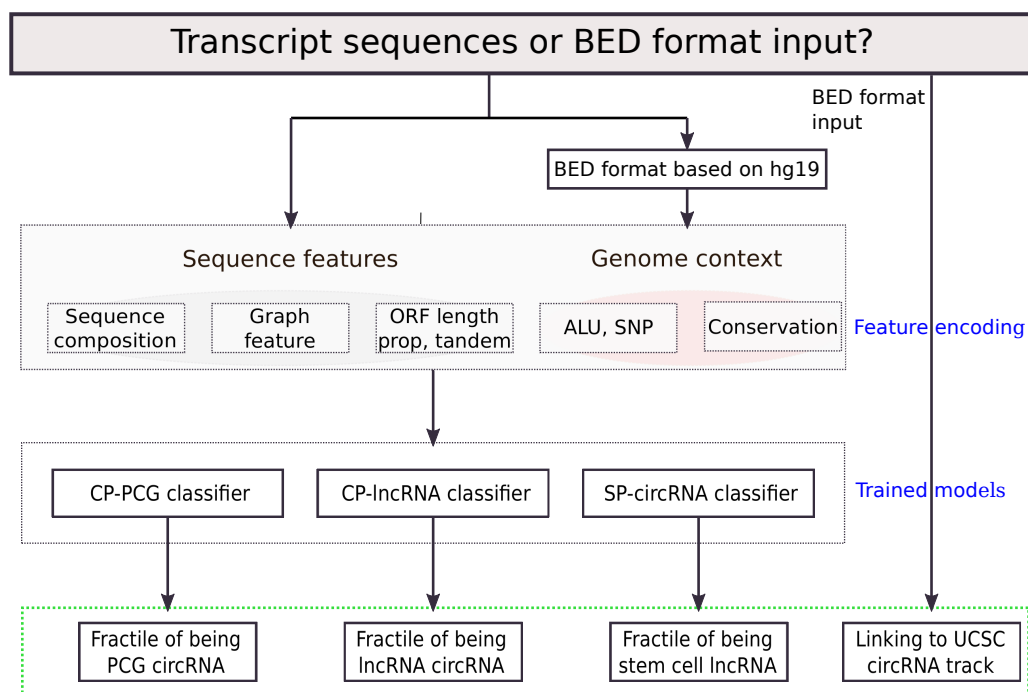 Transcript sequences or BED format input?
BED format
input
BED format based on hg19
Sequence features
Genome context
Sequence
composition
Graph
feature
ORF length
prop, tandem
ALU, SNP
Conservation
Feature encoding
CP-PCG classifier
CP-lncRNA classifier
SP-circRNA classifier
Trained models
Fractile of being
PCG circRNA
Fractile of being
lncRNA circRNA
Fractile of being
stem cell lncRNA
Linking to UCSC
circRNA track